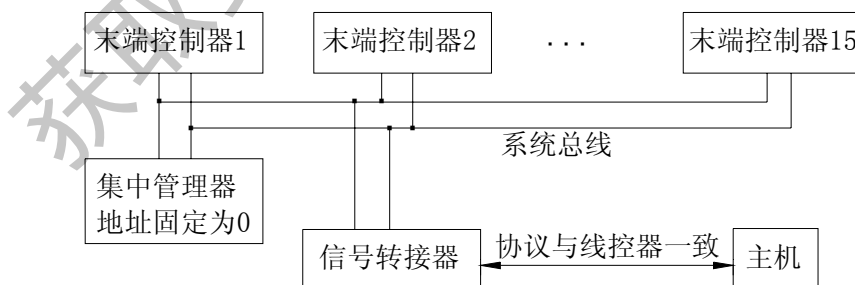 末端控制器1
末端控制器2
...
末端控制器15
系统总线
集中管理器
地址固定为0
信号转接器
协议与线控器一致
主机
获取